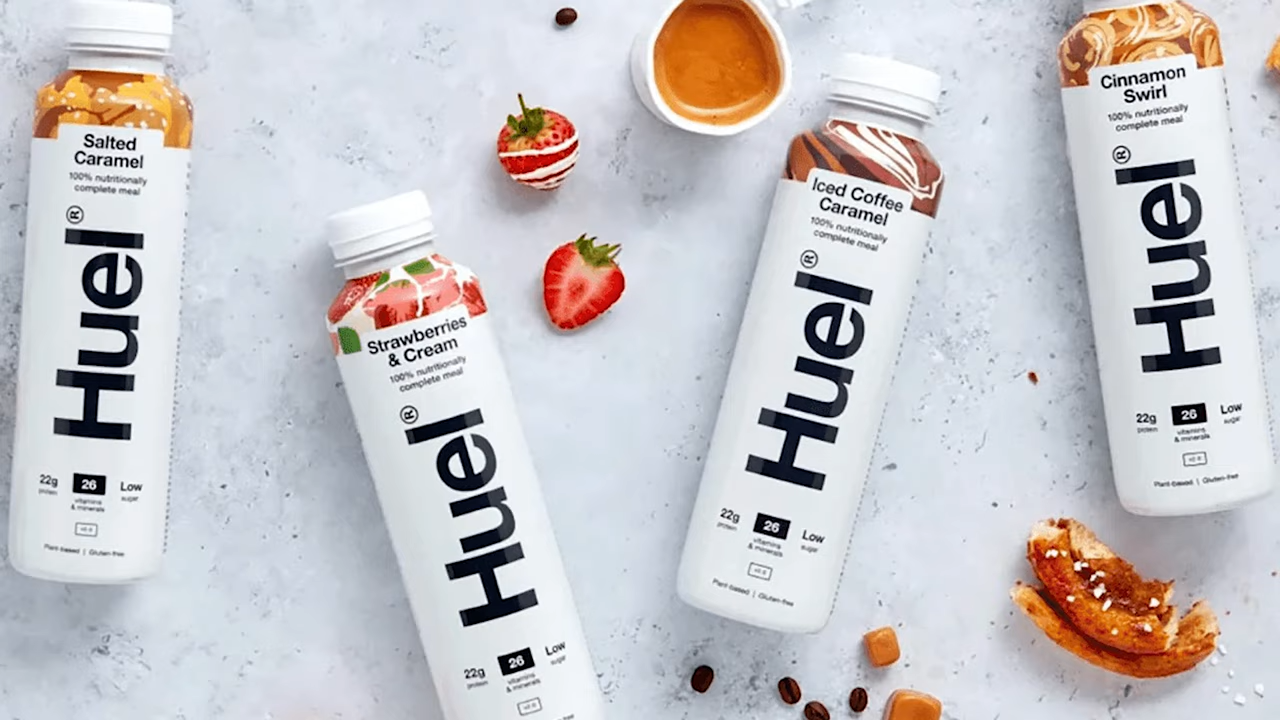 Salted
Caramel
100% nutritionally
complete meal
Huel®
22g
protein
26
vitamins
& minerals
Low
sugar
Plant-based | Gluten-free
Strawberries
& Cream
100% nutritionally
complete meal
Huel®
22g
protein
26
vitamins
& minerals
Low
sugar
Iced Coffee
Caramel
100% nutritionally
complete meal
Huel®
22g
protein
26
vitamins
& minerals
Low
sugar
Plant-based | Gluten-free
Cinnamon
Swirl
100% nutritionally
complete meal
Huel®
22g
protein
26
vitamins
& minerals
Low
sugar
Plant-based | Gluten-free